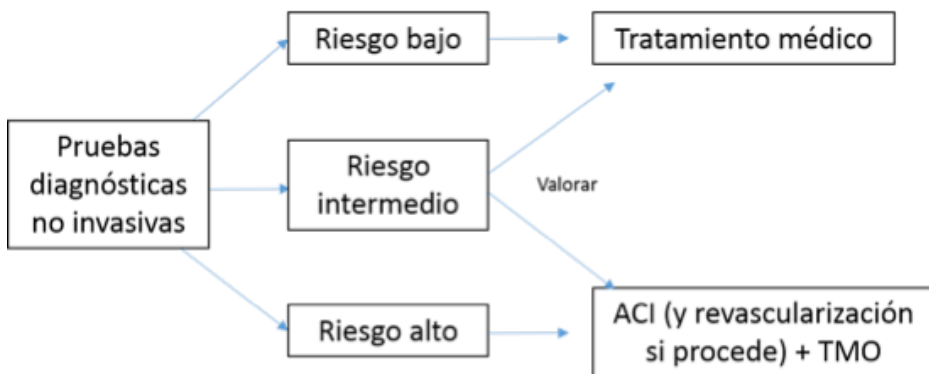 Riesgo bajo
Tratamiento médico
Pruebas
diagnósticas
no invasivas
Riesgo
intermedio
Valorar
Riesgo alto
ACI (y revascularización
si procede) + TMO